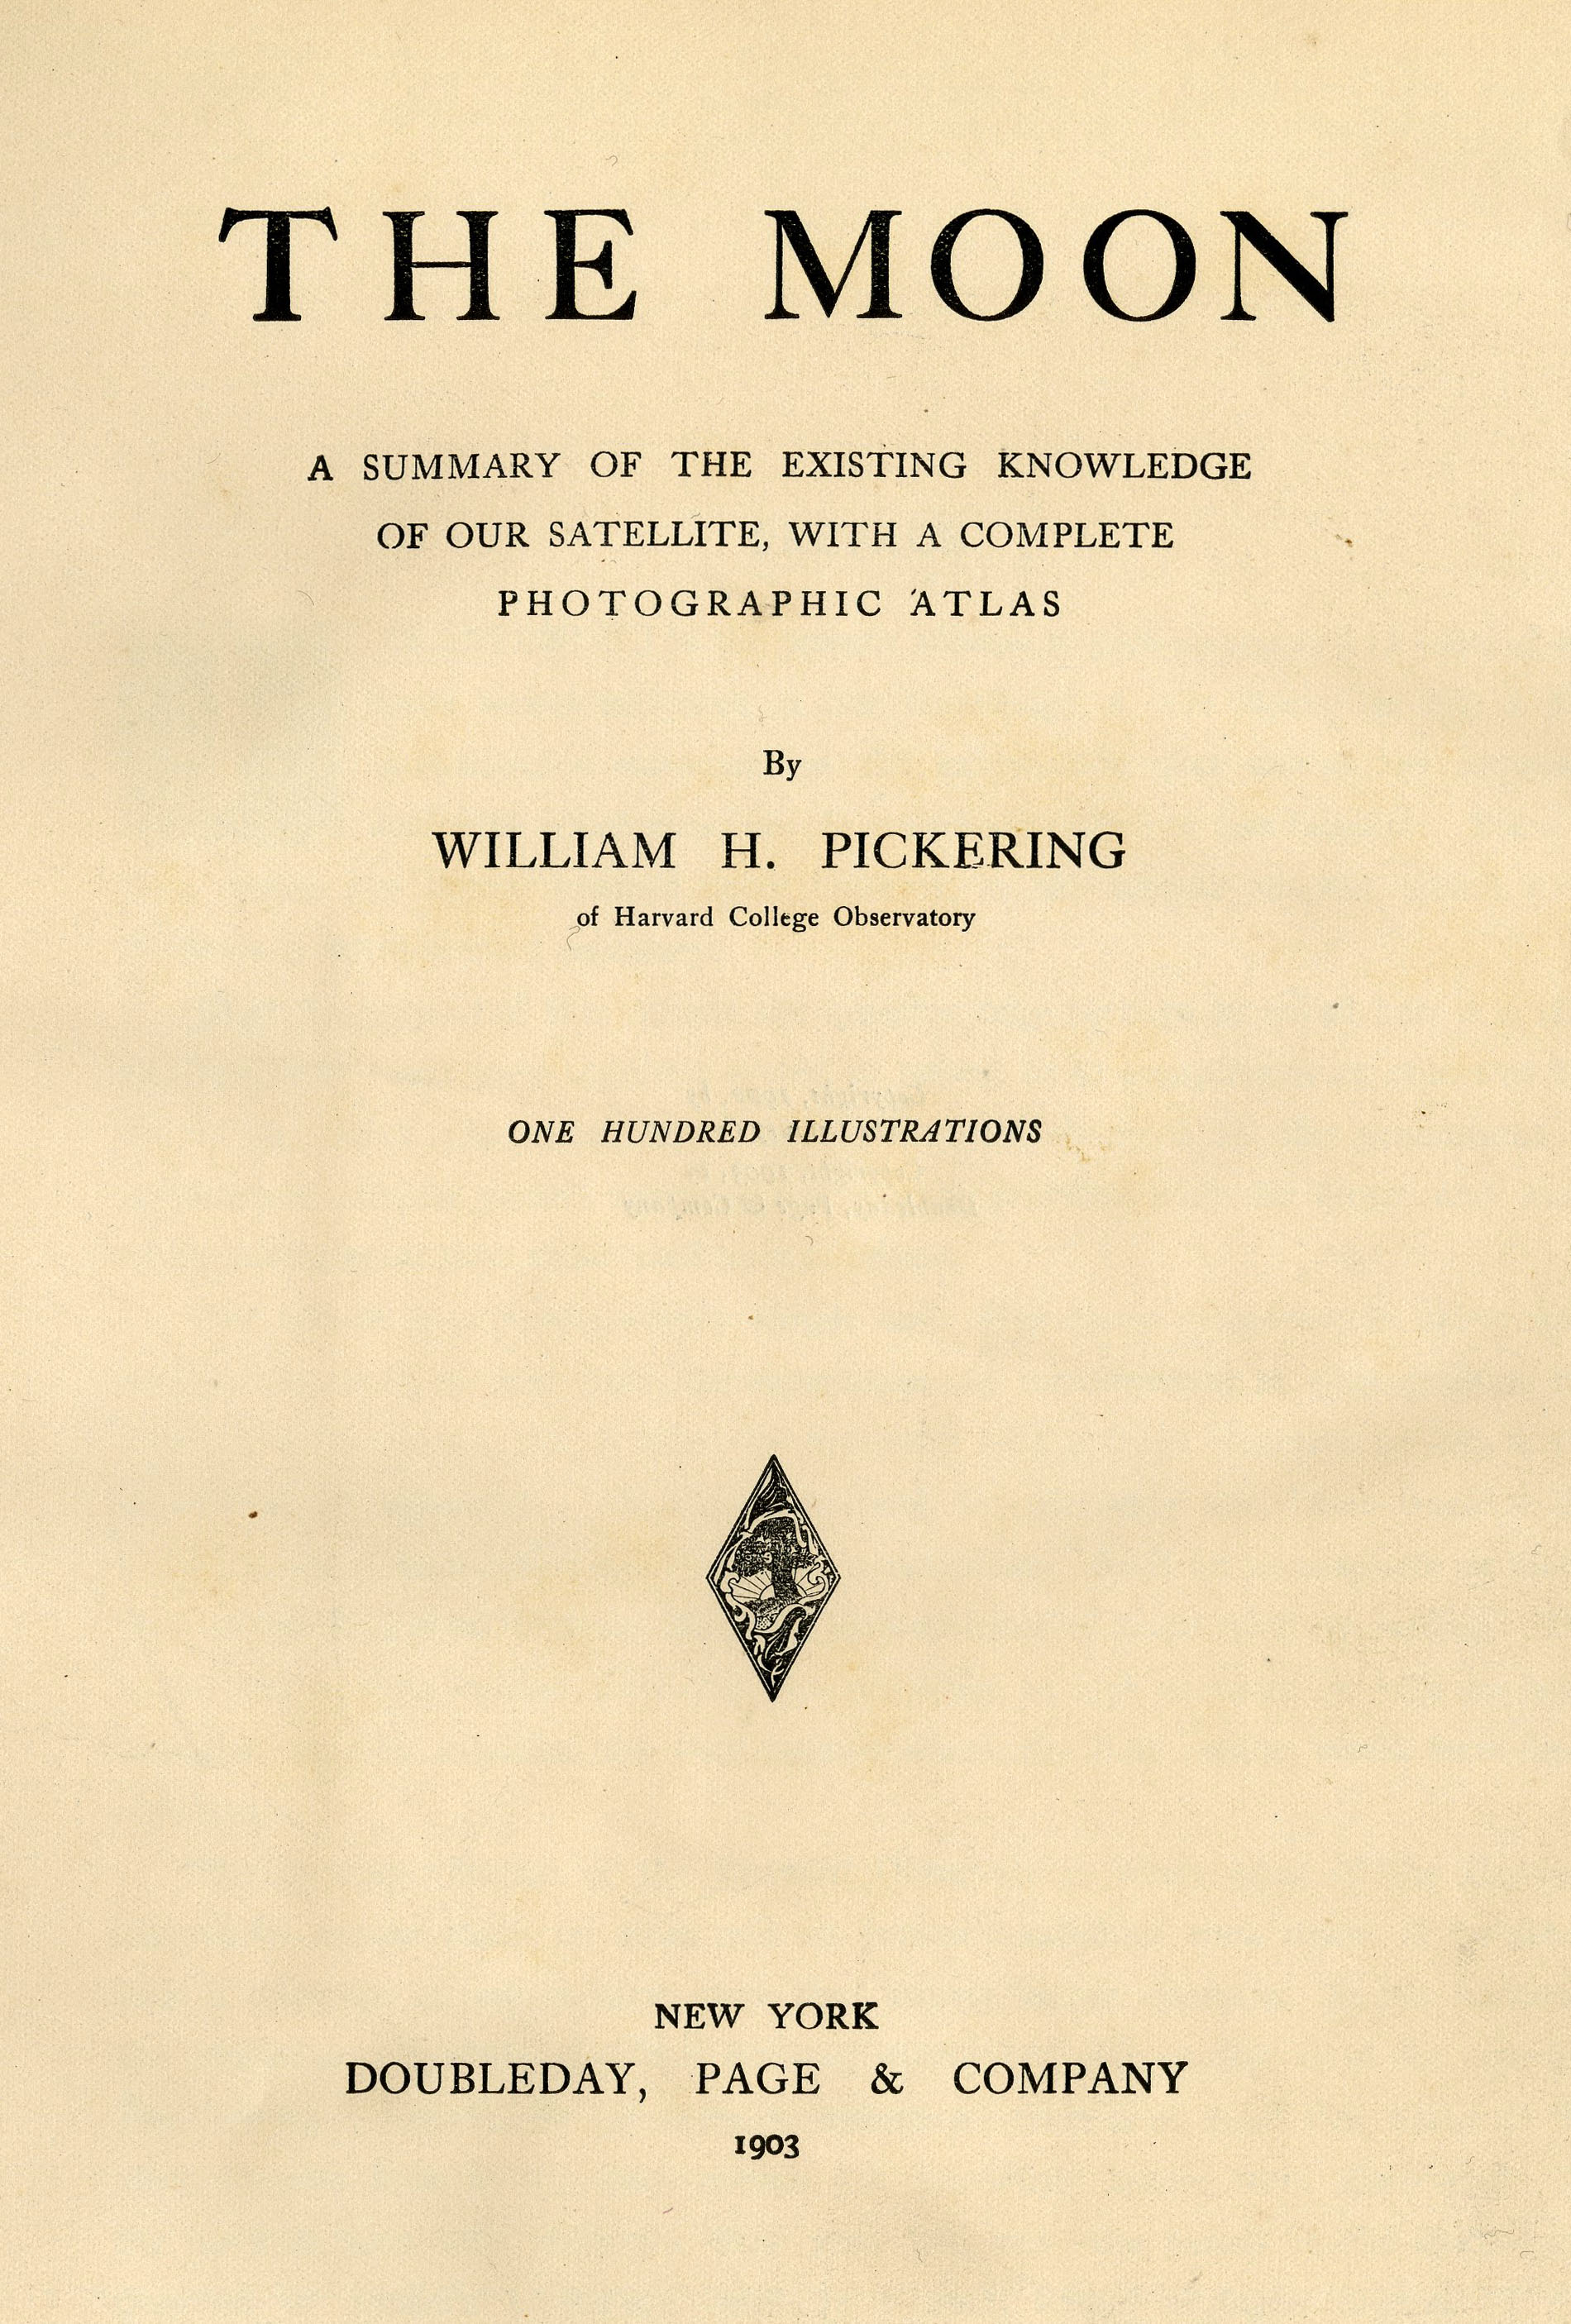 THE MOON
A SUMMARY OF THE EXISTING KNOWLEDGE
OF OUR SATELLITE, WITH A COMPLETE
PHOTOGRAPHIC ATLAS
By
WILLIAM H. PICKERING
of Harvard College Observatory
ONE HUNDRED ILLUSTRATIONS
NEW YORK
DOUBLEDAY, PAGE & COMPANY
1903